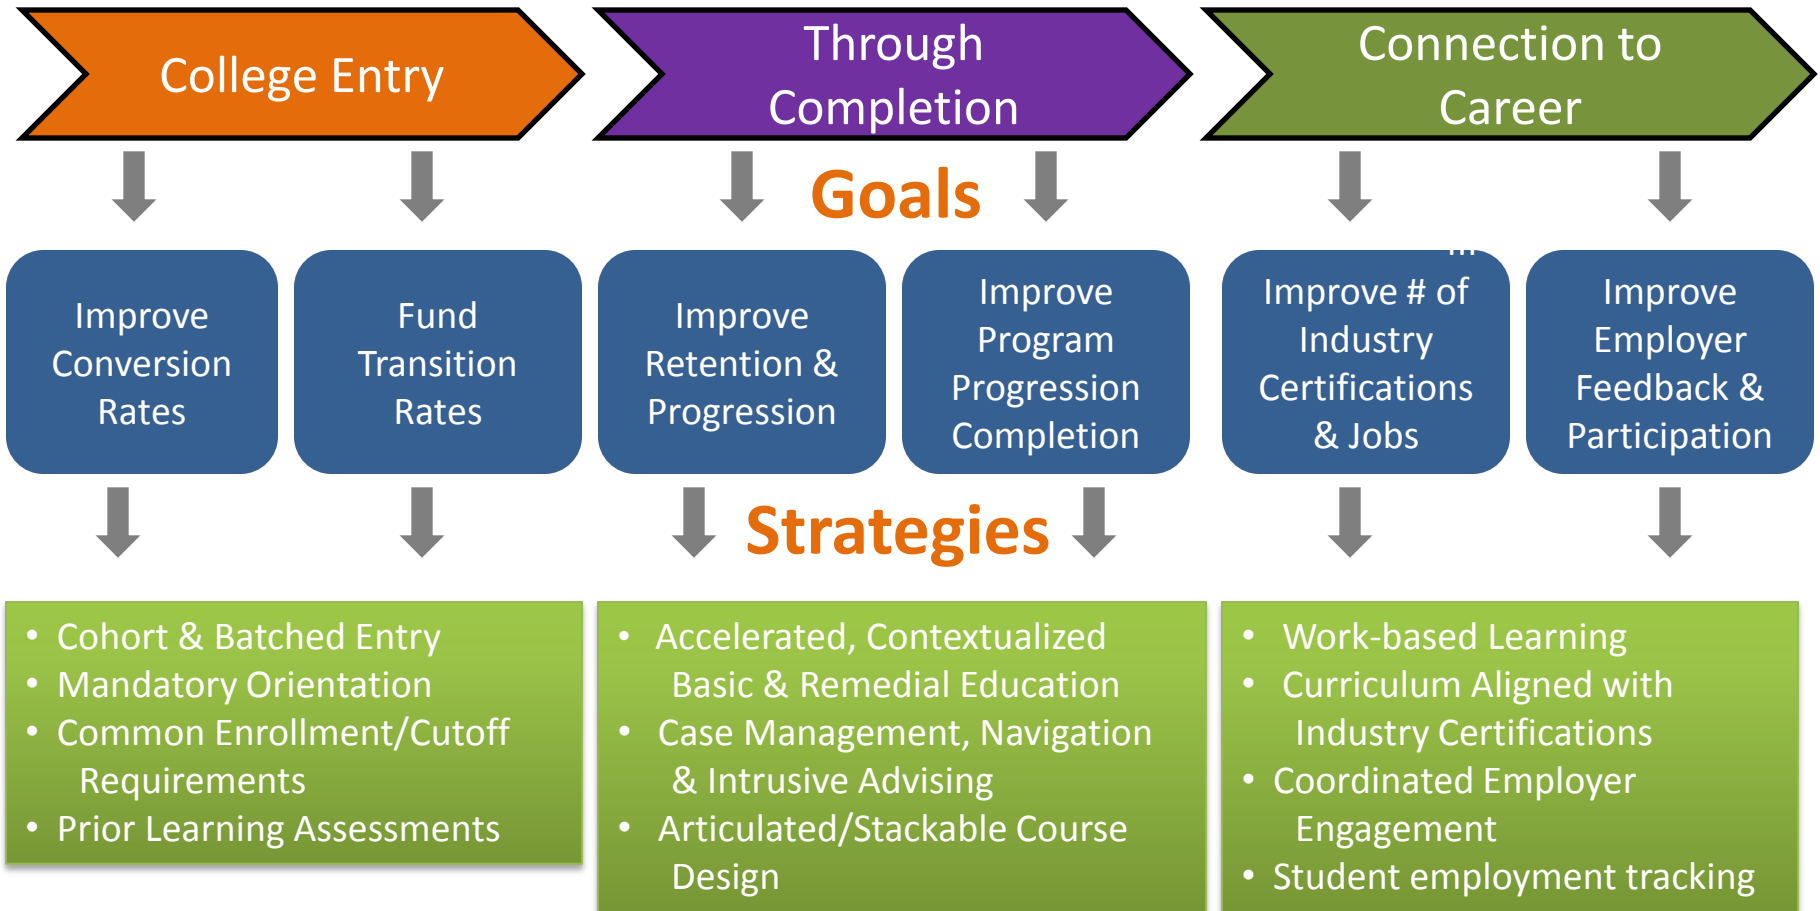 College Entry
Through
Completion
Connection to
Career
Goals
Improve
Conversion
Rates
Fund
Transition
Rates
Improve
Retention &
Progression
Improve
Program
Progression
Completion
Improve # of
Industry
Certifications
& Jobs
Improve
Employer
Feedback &
Participation
Strategies
• Cohort & Batched Entry
• Mandatory Orientation
• Common Enrollment/Cutoff
Requirements
• Prior Learning Assessments
• Accelerated, Contextualized
Basic & Remedial Education
• Case Management, Navigation
& Intrusive Advising
• Articulated/Stackable Course
Design
• Work-based Learning
• Curriculum Aligned with
Industry Certifications
• Coordinated Employer
Engagement
• Student employment tracking